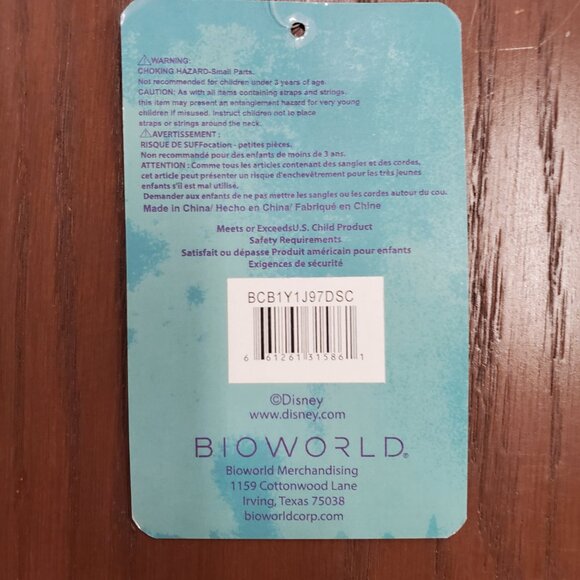 ⚠WARNING:
CHOKING HAZARD-Small Parts.
Not recommended for children under 3 years of age.
CAUTION: As with all items containing straps and strings,
this item may present an entanglement hazard for very young
children if misused. Instruct children not to place
straps or strings around the neck.
⚠AVERTISSEMENT :
RISQUE DE SUFFocation - petites pièces.
Non recommandé pour des enfants de moins de 3 ans.
ATTENTION : Comme tous les articles contenant des sangles et des cordes,
cet article peut présenter un risque d'enchevêtrement pour les très jeunes
enfants s'il est mal utilisé.
Demander aux enfants de ne pas mettre les sangles ou les cordes autour du cou.
Made in China/ Hecho en China/ Fabriqué en Chine
Meets or ExceedsU.S. Child Product
Safety Requirements
Satisfait ou dépasse Produit américain pour enfants
Exigences de sécurité
BCB1Y1J97DSC
6 61261 31586 1
©Disney
www.disney.com
BIOWORLD®
Bioworld Merchandising
1159 Cottonwood Lane
Irving, Texas 75038
bioworldcorp.com